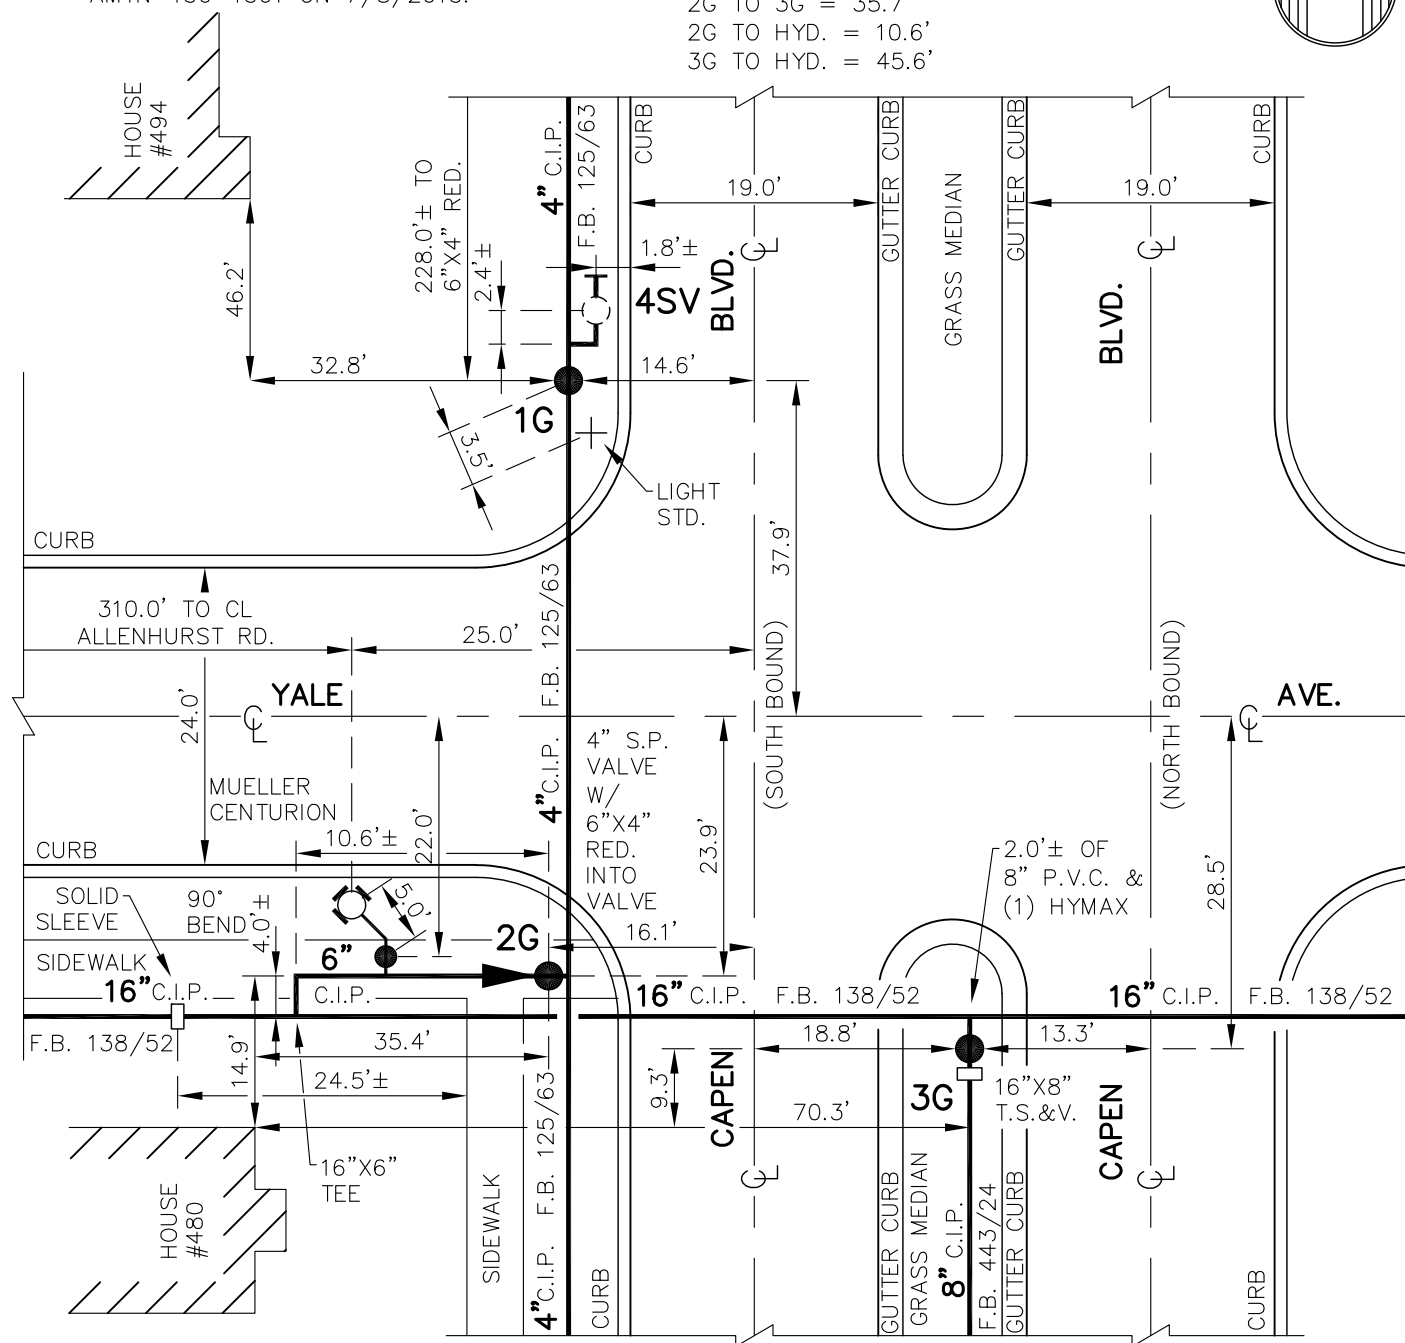 2G TO 3G = 35.7'
2G TO HYD. = 10.6'
3G TO HYD. = 45.6'
HOUSE
#494
46.2'
32.8'
228.0'± TO
6"X4" RED.
2.4'±
4" C.I.P.
F.B. 125/63
CURB
19.0'
GUTTER CURB
GRASS MEDIAN
GUTTER CURB
19.0'
CURB
1.8'±
4SV
BLVD.
BLVD.
14.6'
1G
3.5'
LIGHT
STD.
37.9'
CURB
310.0' TO CL
ALLENHURST RD.
25.0'
24.0'
YALE
CL
AVE.
CL
(SOUTH BOUND)
(NORTH BOUND)
4" C.I.P. F.B. 125/63
4" S.P.
VALVE
W/
6"X4"
RED.
INTO
VALVE
23.9'
28.5'
MUELLER
CENTURION
10.6'±
22.0'
CURB
SOLID
SLEEVE
90°
BEND
4.0'±
5.0'
2G
6"
16.1'
2.0'± OF
8" P.V.C. &
(1) HYMAX
SIDEWALK
16" C.I.P.
C.I.P.
16" C.I.P. F.B. 138/52
16" C.I.P. F.B. 138/52
F.B. 138/52
35.4'
14.9'
24.5'±
18.8'
13.3'
9.3'
CAPEN
3G
16"X8"
T.S.&V.
CAPEN
70.3'
16"X6"
TEE
HOUSE
#480
SIDEWALK
4" C.I.P. F.B. 125/63
CURB
GUTTER CURB
GRASS MEDIAN
8" C.I.P.
F.B. 443/24
GUTTER CURB
CURB